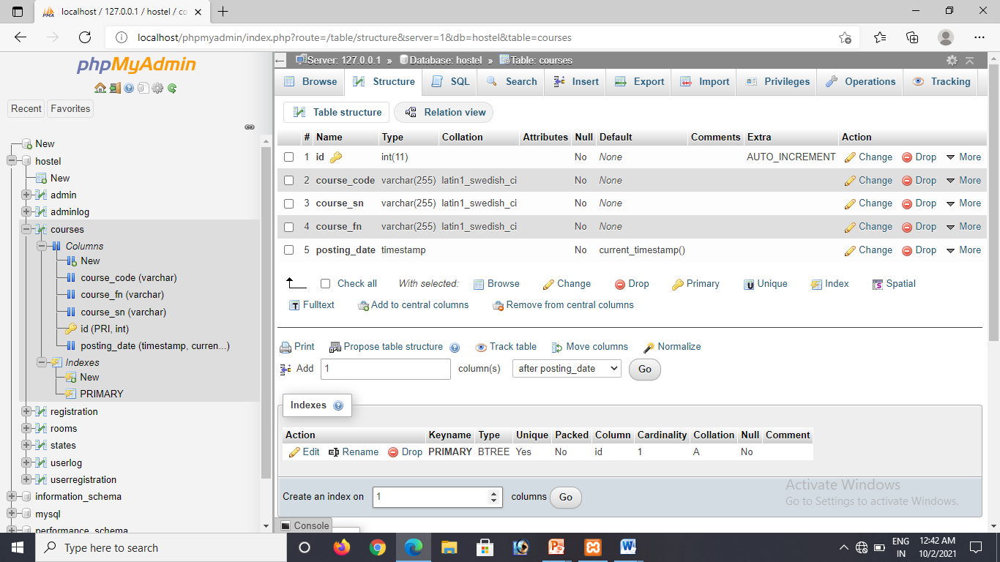 localhost / 127.0.0.1 / hostel / co
localhost/phpmyadmin/index.php?route=/table/structure&server=1&db=hostel&table=courses
phpMyAdmin
Recent Favorites
New
hostel
New
admin
adminlog
courses
Columns
New
course_code (varchar)
course_fn (varchar)
course_sn (varchar)
id (PRI, int)
posting_date (timestamp, curren...)
Indexes
New
PRIMARY
registration
rooms
states
userlog
userregistration
information_schema
mysql
performance_schema
Server: 127.0.0.1 » Database: hostel » Table: courses
Browse Structure SQL Search Insert Export Import Privileges Operations Tracking
Table structure Relation view
# Name Type Collation Attributes Null Default Comments Extra Action
1 id int(11) No None AUTO_INCREMENT Change Drop More
2 course_code varchar(255) latin1_swedish_ci No None Change Drop More
3 course_sn varchar(255) latin1_swedish_ci No None Change Drop More
4 course_fn varchar(255) latin1_swedish_ci No None Change Drop More
5 posting_date timestamp No current_timestamp() Change Drop More
Check all With selected: Browse Change Drop Primary Unique Index Spatial
Fulltext Add to central columns Remove from central columns
Print Propose table structure Track table Move columns Normalize
Add 1 column(s) after posting_date Go
Indexes
Action Keyname Type Unique Packed Column Cardinality Collation Null Comment
Edit Rename Drop PRIMARY BTREE Yes No id 1 A No
Create an index on 1 columns Go
Activate Windows
Go to Settings to activate Windows.
Console
Type here to search
ENG
IN
12:42 AM
10/2/2021